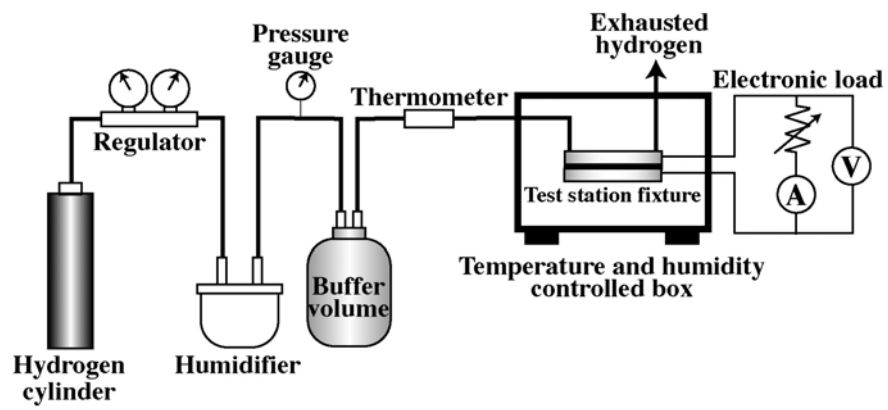 Exhausted
hydrogen
Pressure
gauge
Electronic load
Thermometer
Regulator
V
A
Test station fixture
Temperature and humidity
controlled box
Buffer
volume
Humidifier
Hydrogen
cylinder